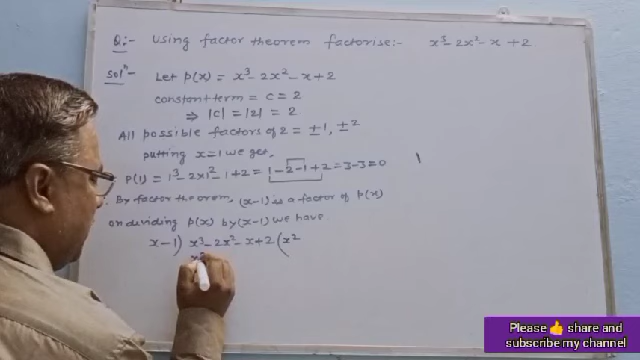 Q:- Using factor theorem factorise:- x³- 2x²- x +2.
Solⁿ Let p(x) = x³- 2x² - x + 2
constant term = c = 2
⇒ |c| = |2| = 2
All possible factors of 2 = ±1, ±2
putting x=1 we get,
P(1) = 1³- 2x1² - 1 + 2 = 1 - 2 - 1 + 2 = 3-3=0
By factor theorem, (x-1) is a factor of p(x)
on dividing p(x) by (x-1) we have
x-1) x³- 2x² - x + 2 (x²
Please 👍 share and
subscribe my channel